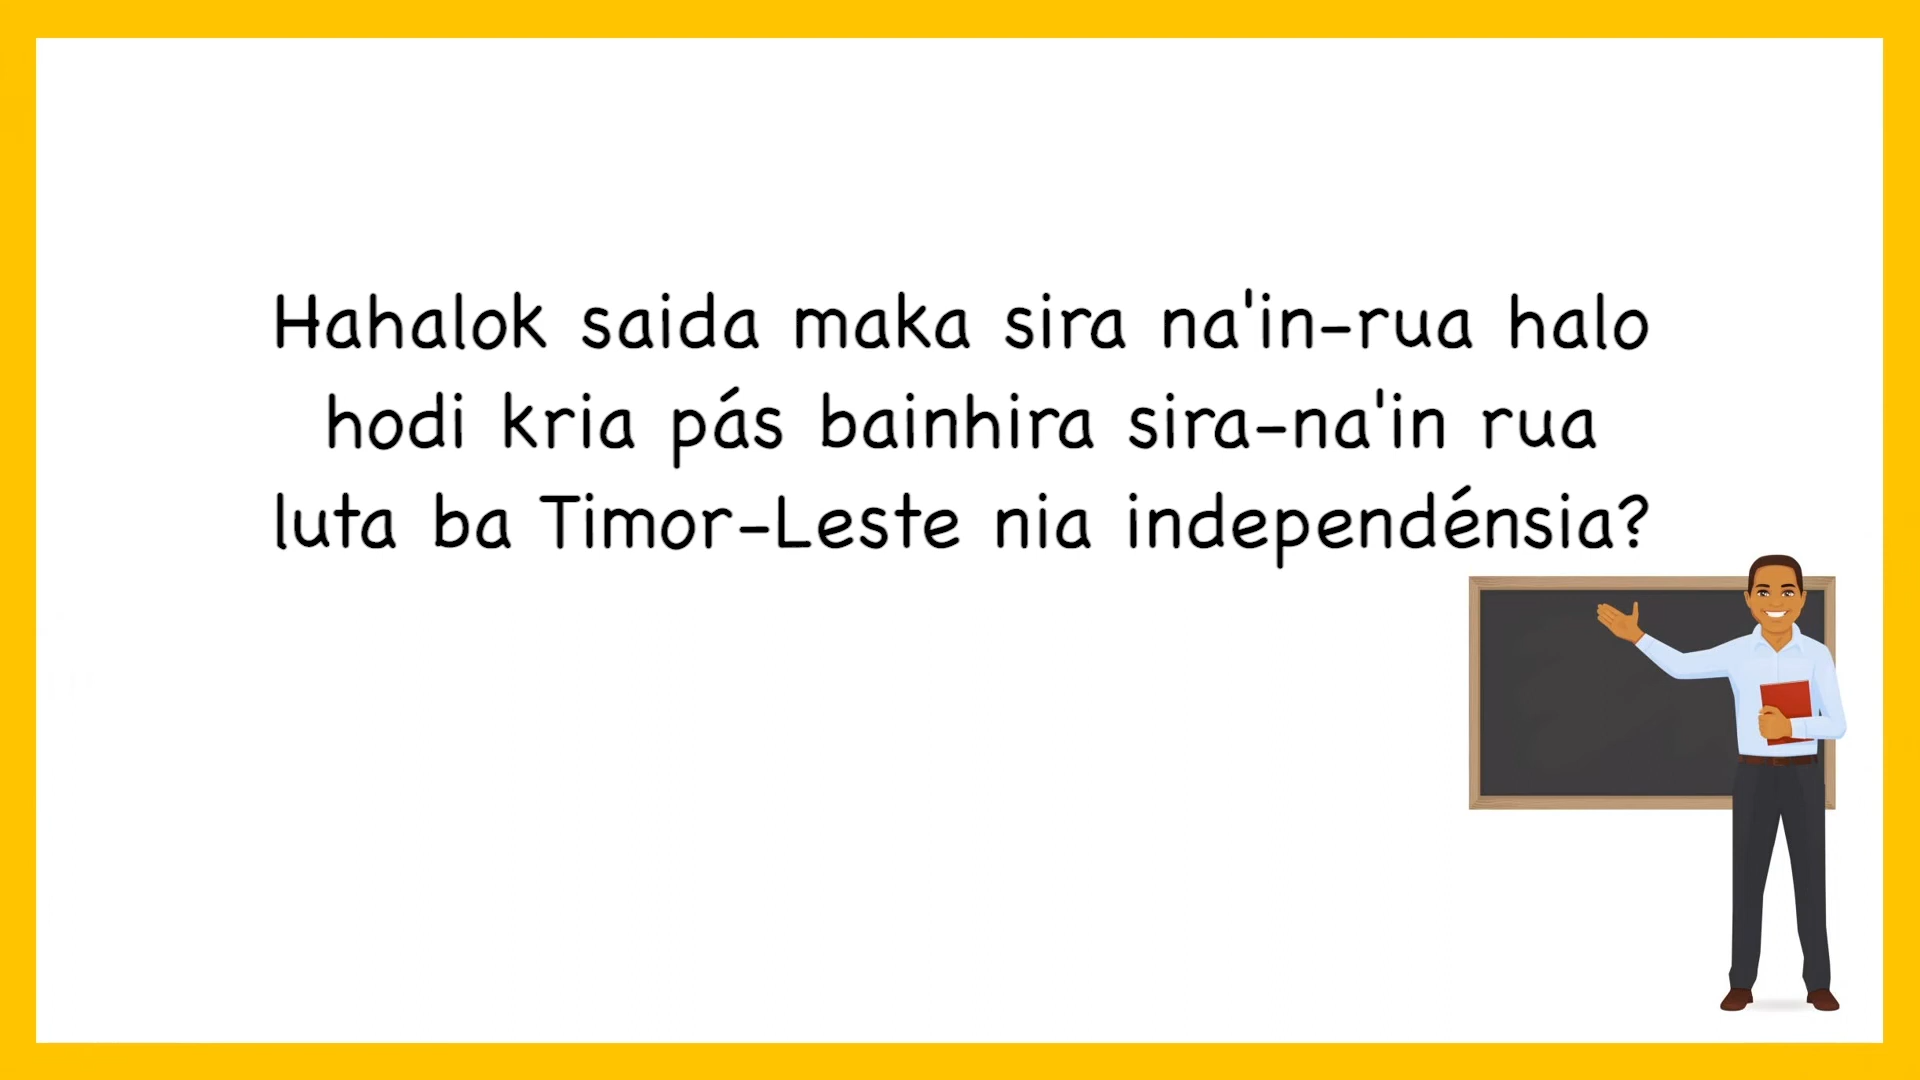 Hahalok saida maka sira na'in-rua halo
hodi kria pás bainhira sira-na'in rua
luta ba Timor-Leste nia independénsia?